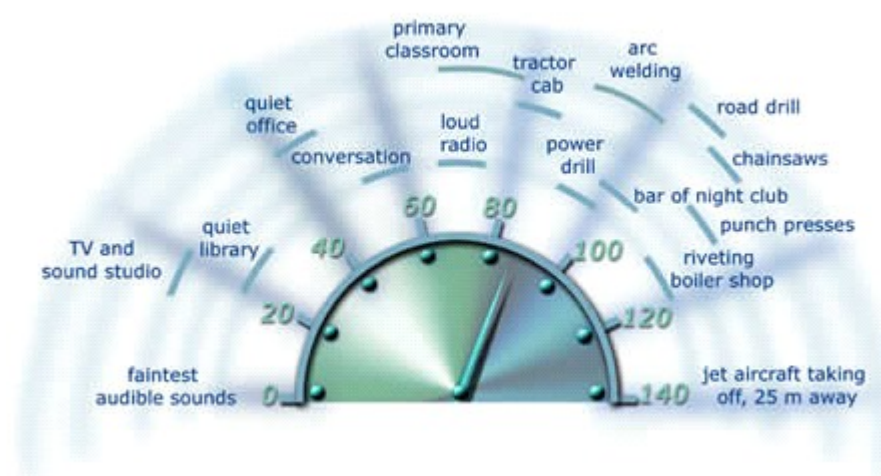 primary
classroom
tractor
cab
arc
welding
quiet
office
road drill
loud
radio
conversation
power
drill
chainsaws
bar of night club
60
80
quiet
library
punch presses
TV and
sound studio
40
100
riveting
boiler shop
20
120
faintest
audible sounds
0
140
jet aircraft taking
off, 25 m away